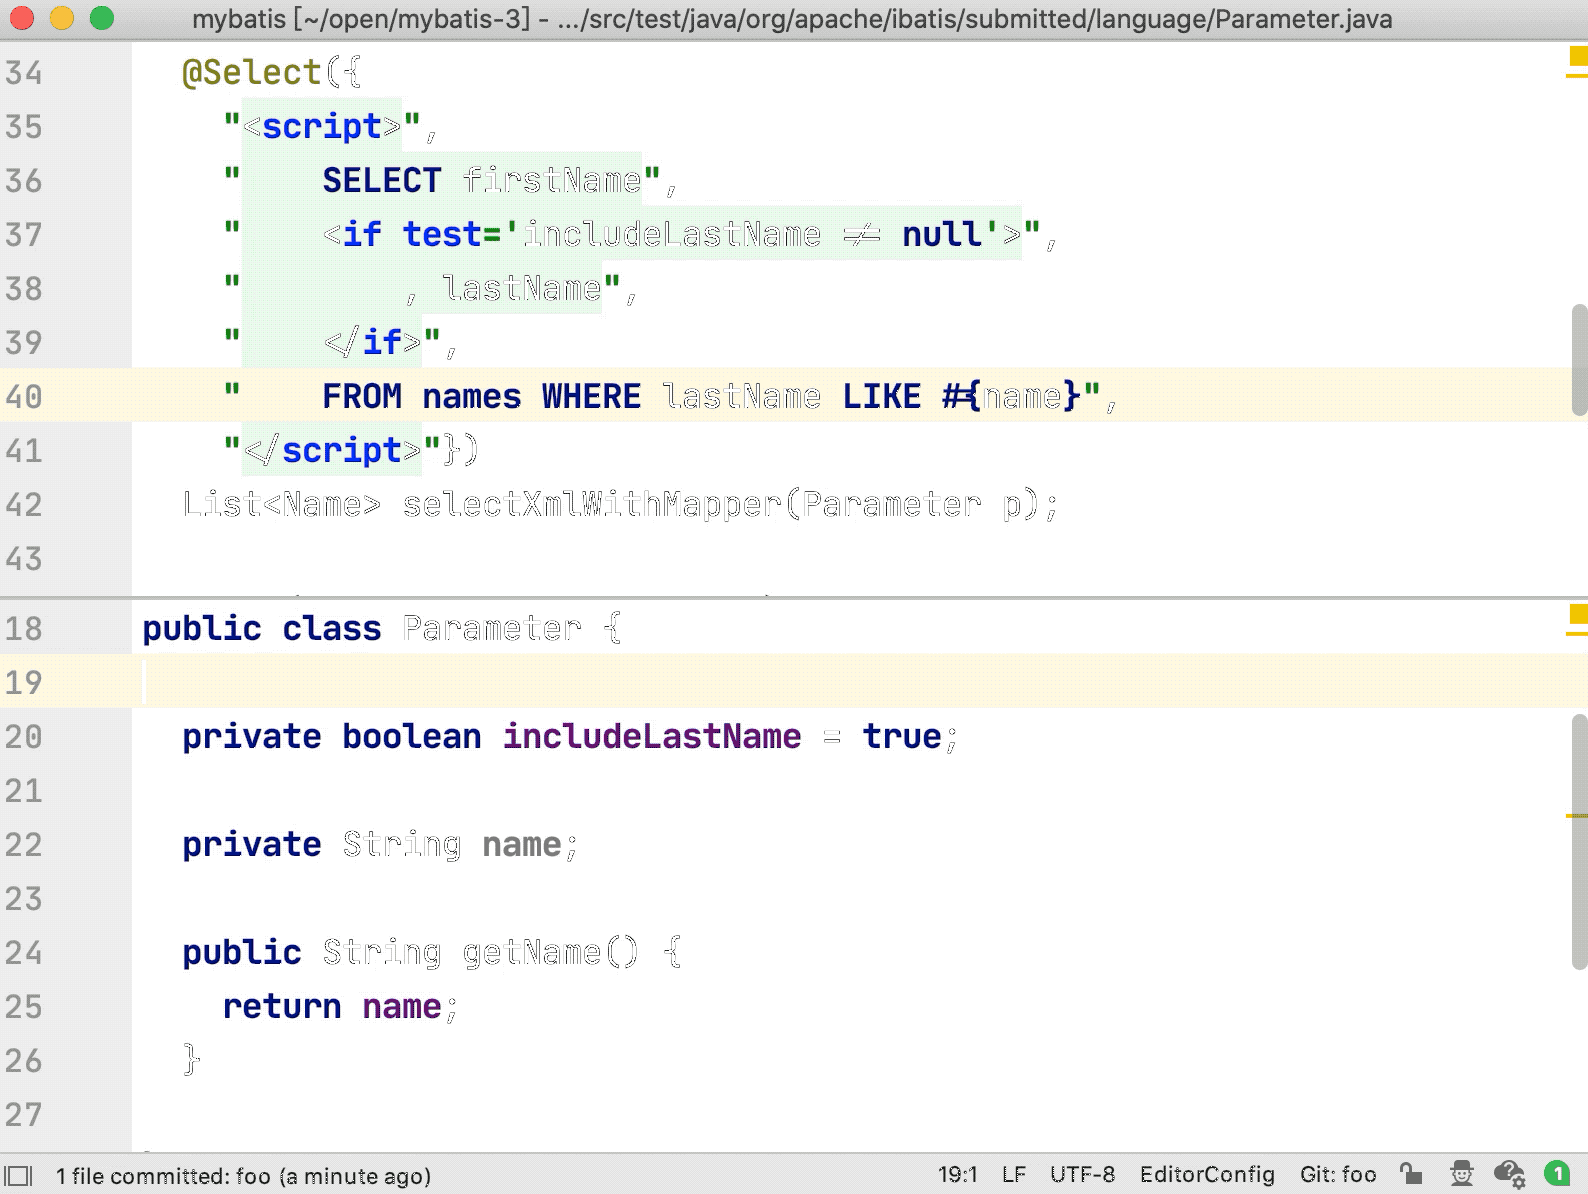 mybatis [~/open/mybatis-3] - .../src/test/java/org/apache/ibatis/submitted/language/Parameter.java
34 @Select({
35 "<script>",
36 " SELECT firstName",
37 " <if test='includeLastName != null'>",
38 " , lastName",
39 " </if>",
40 " FROM names WHERE lastName LIKE #{name}",
41 "</script>"})
42 List<Name> selectXmlWithMapper(Parameter p);
43
18 public class Parameter {
19
20 private boolean includeLastName = true;
21
22 private String name;
23
24 public String getName() {
25 return name;
26 }
27
1 file committed: foo (a minute ago) 19:1 LF UTF-8 EditorConfig Git: foo 1